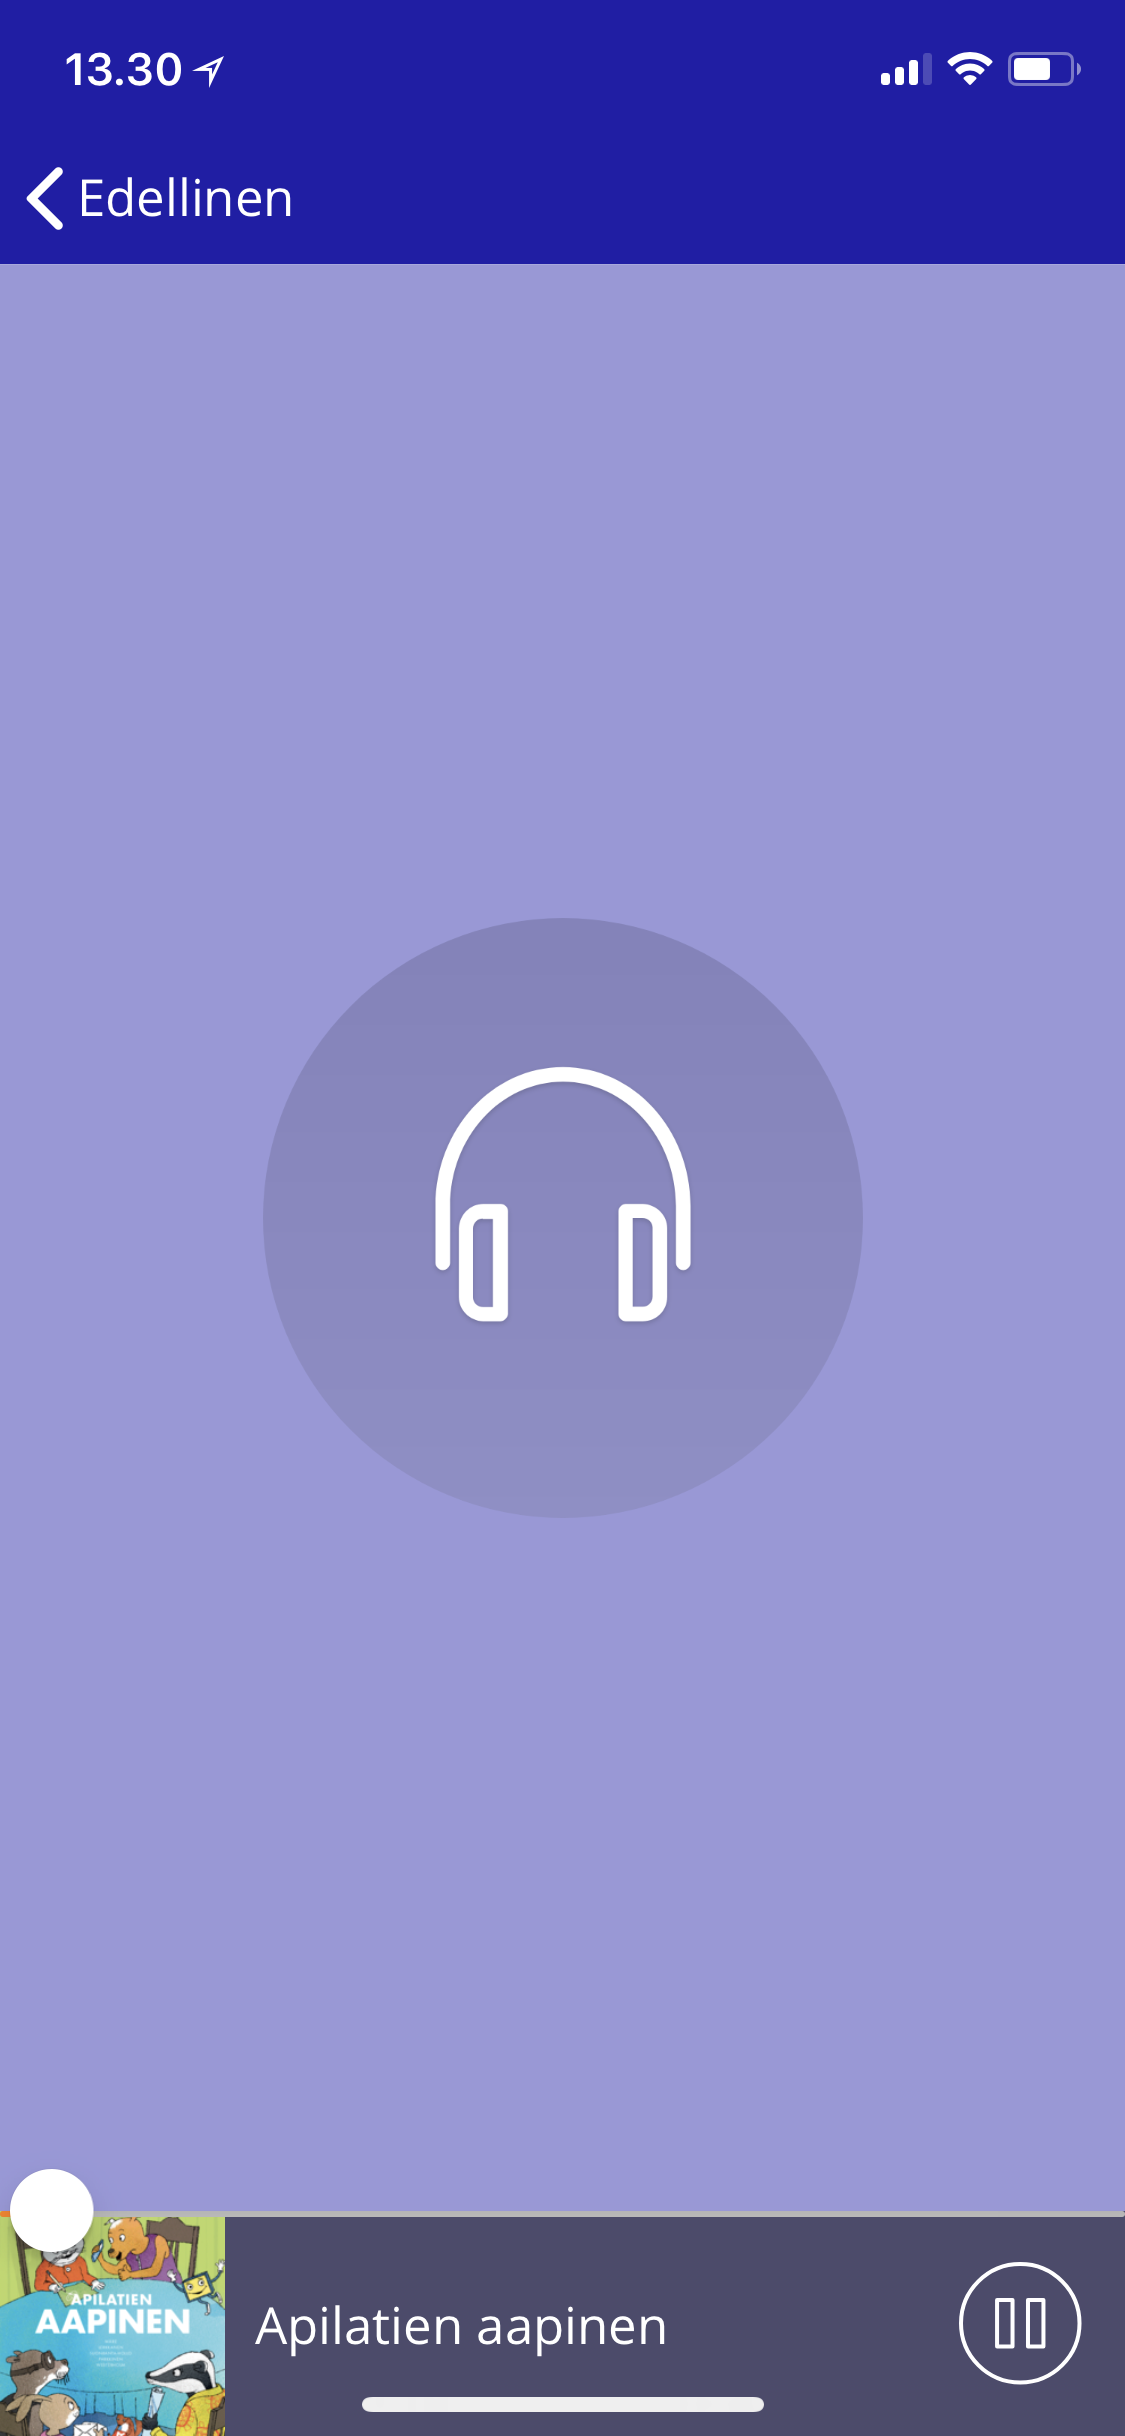 13.30
Edellinen
APILATIEN
AAPINEN
Apilatien aapinen